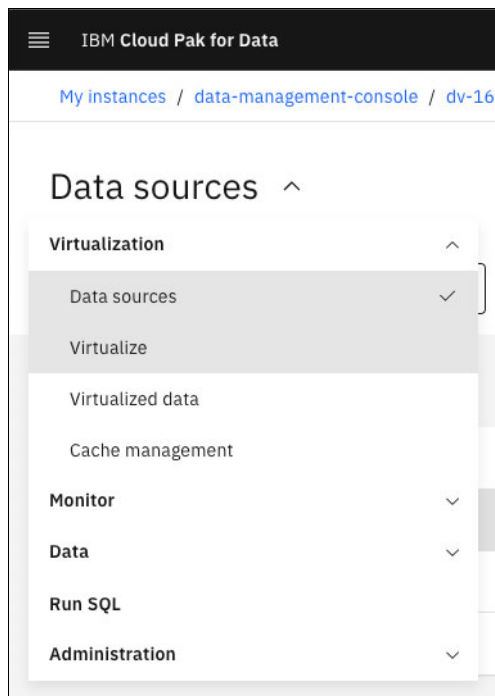 IBM Cloud Pak for Data
My instances / data-management-console / dv-16
Data sources
Virtualization
Data sources
Virtualize
Virtualized data
Cache management
Monitor
Data
Run SQL
Administration